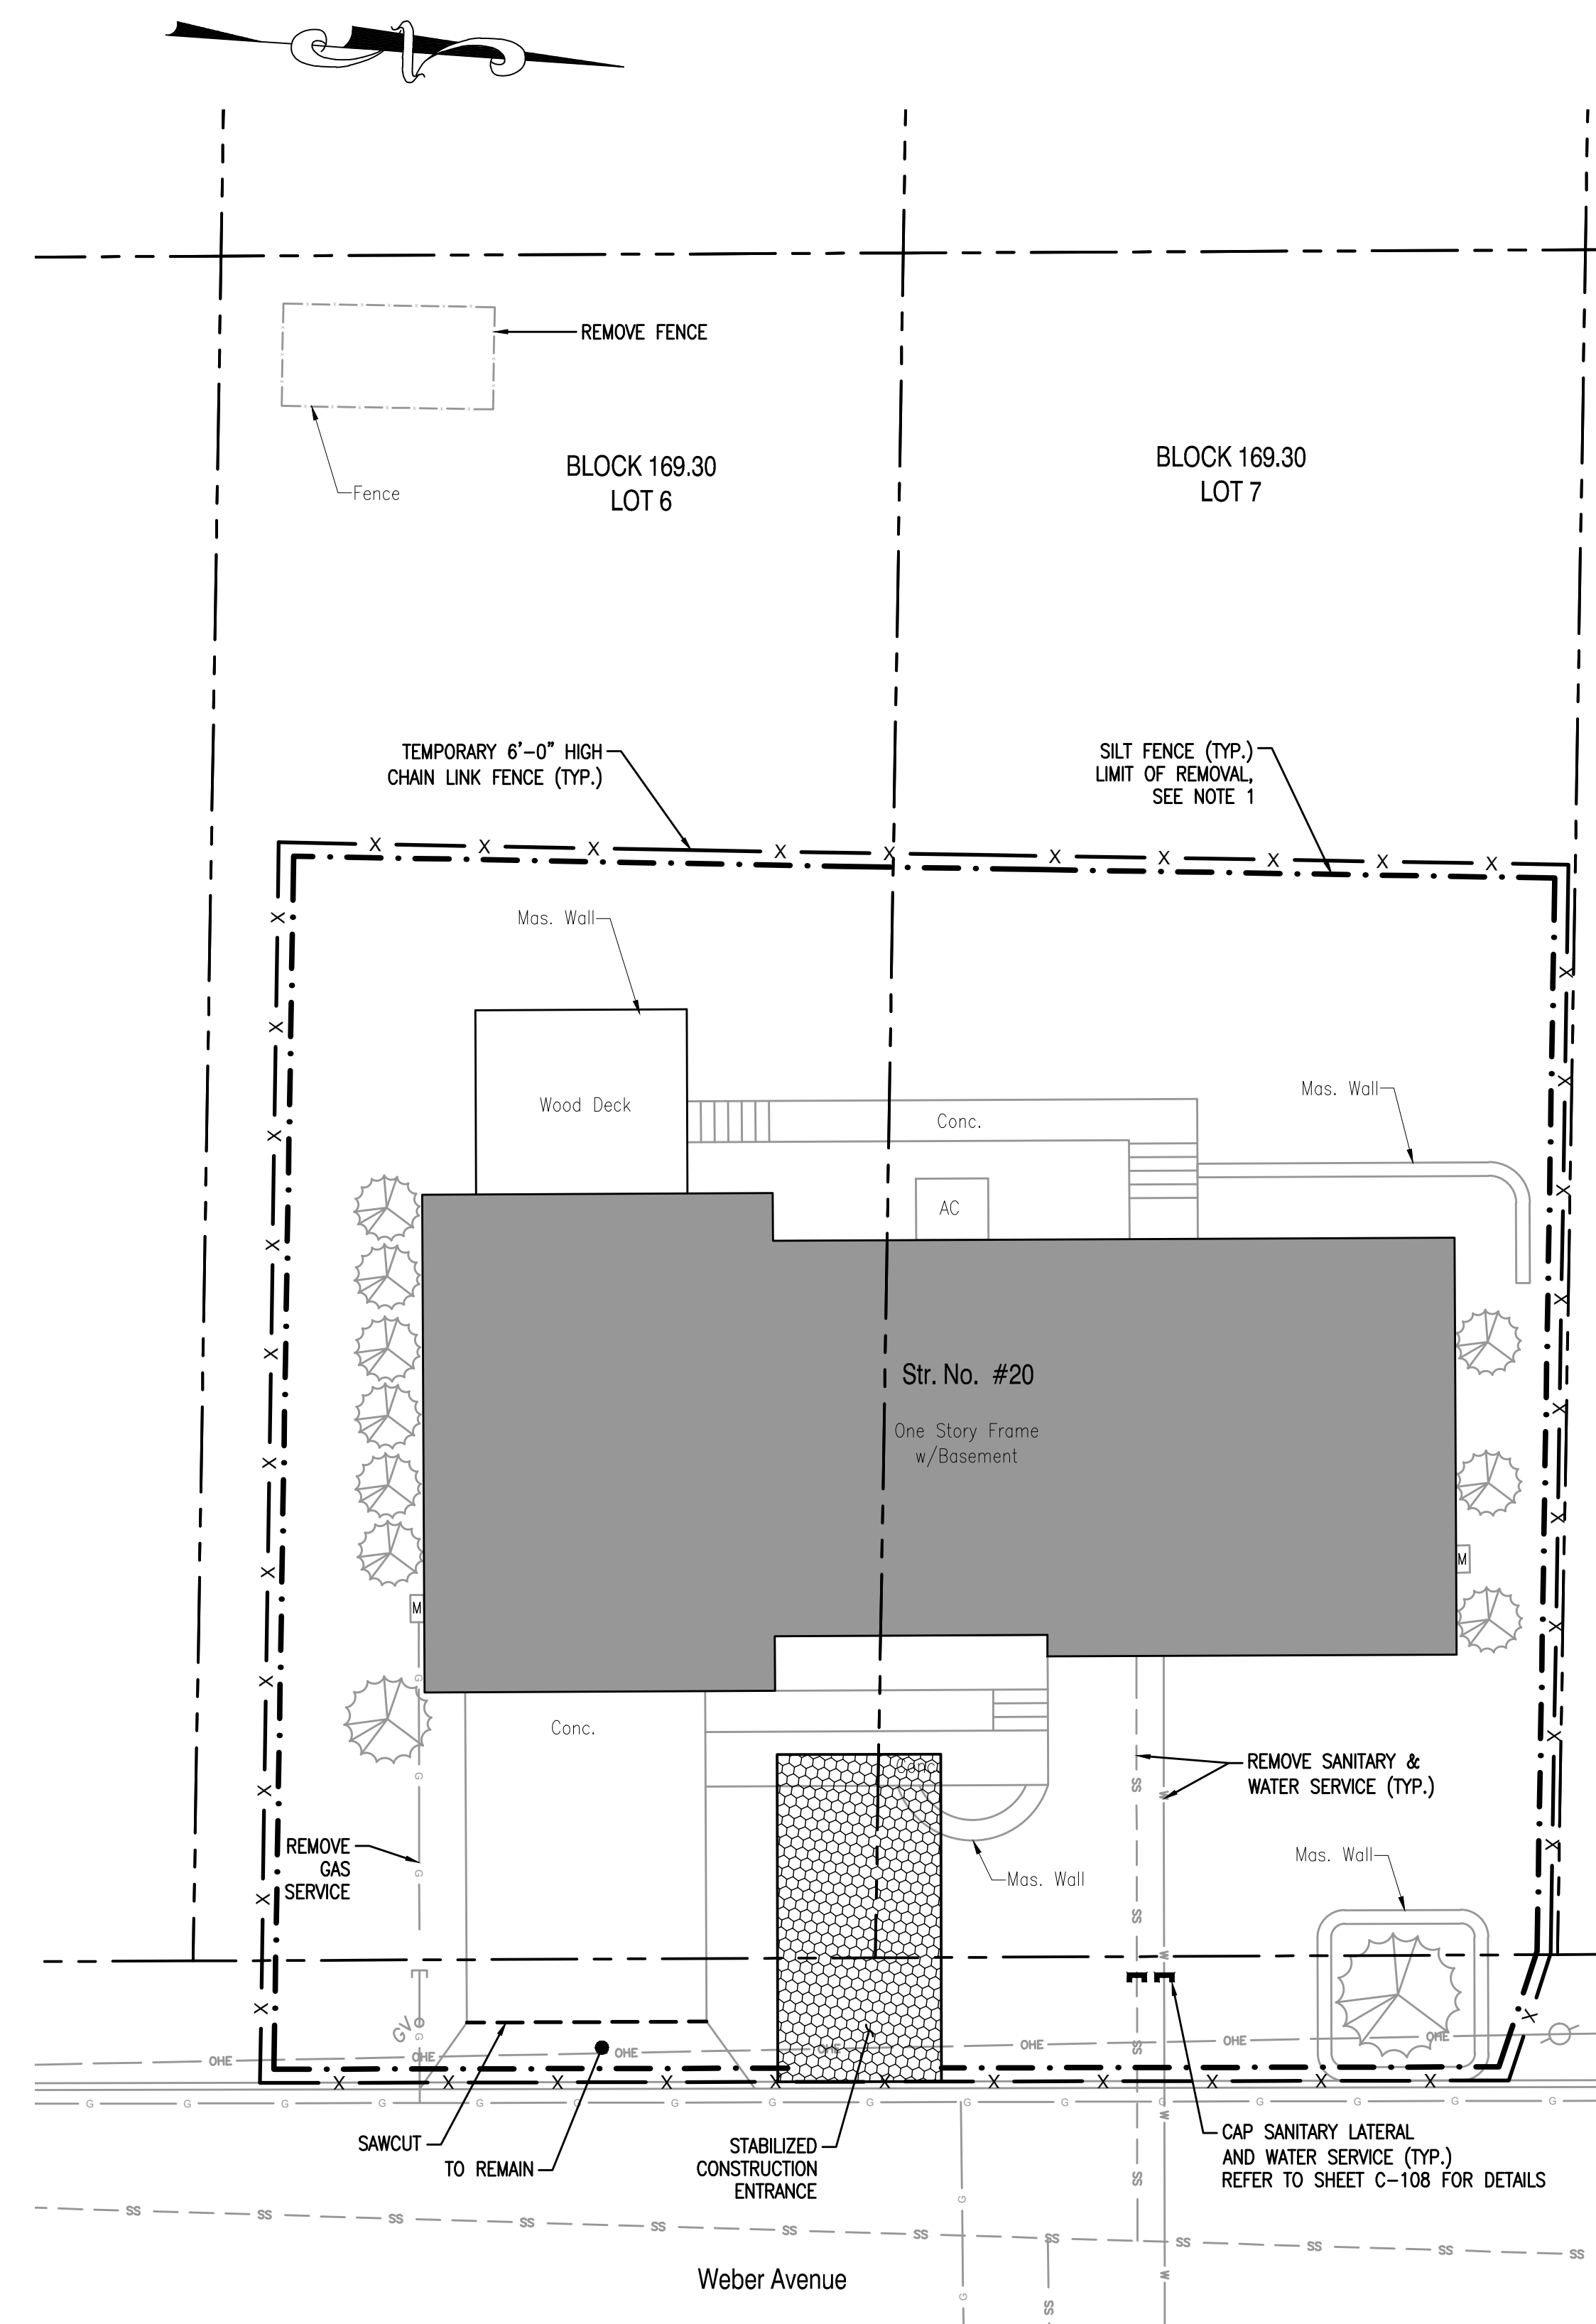 REMOVE FENCE
Fence
BLOCK 169.30
LOT 6
BLOCK 169.30
LOT 7
TEMPORARY 6'-0" HIGH
CHAIN LINK FENCE (TYP.)
SILT FENCE (TYP.)
LIMIT OF REMOVAL,
SEE NOTE 1
Mas. Wall
Wood Deck
Conc.
Mas. Wall
AC
Str. No. #20
One Story Frame
w/Basement
M
M
Conc.
Conc.
REMOVE SANITARY &
WATER SERVICE (TYP.)
REMOVE
GAS
SERVICE
Mas. Wall
Mas. Wall
GV
OHE OHE OHE OHE OHE OHE OHE
SAWCUT
TO REMAIN
STABILIZED
CONSTRUCTION
ENTRANCE
CAP SANITARY LATERAL
AND WATER SERVICE (TYP.)
REFER TO SHEET C-108 FOR DETAILS
SS SS SS SS SS SS SS SS SS SS SS SS
Weber Avenue